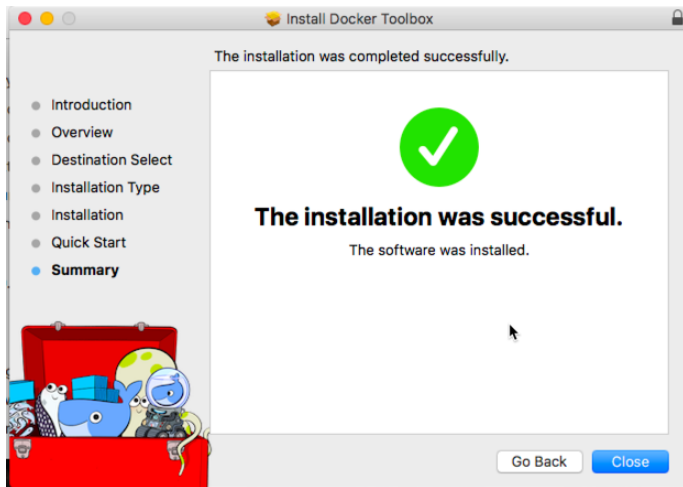 Install Docker Toolbox
The installation was completed successfully.
Introduction
Overview
Destination Select
Installation Type
Installation
Quick Start
Summary
The installation was successful.
The software was installed.
Go Back
Close